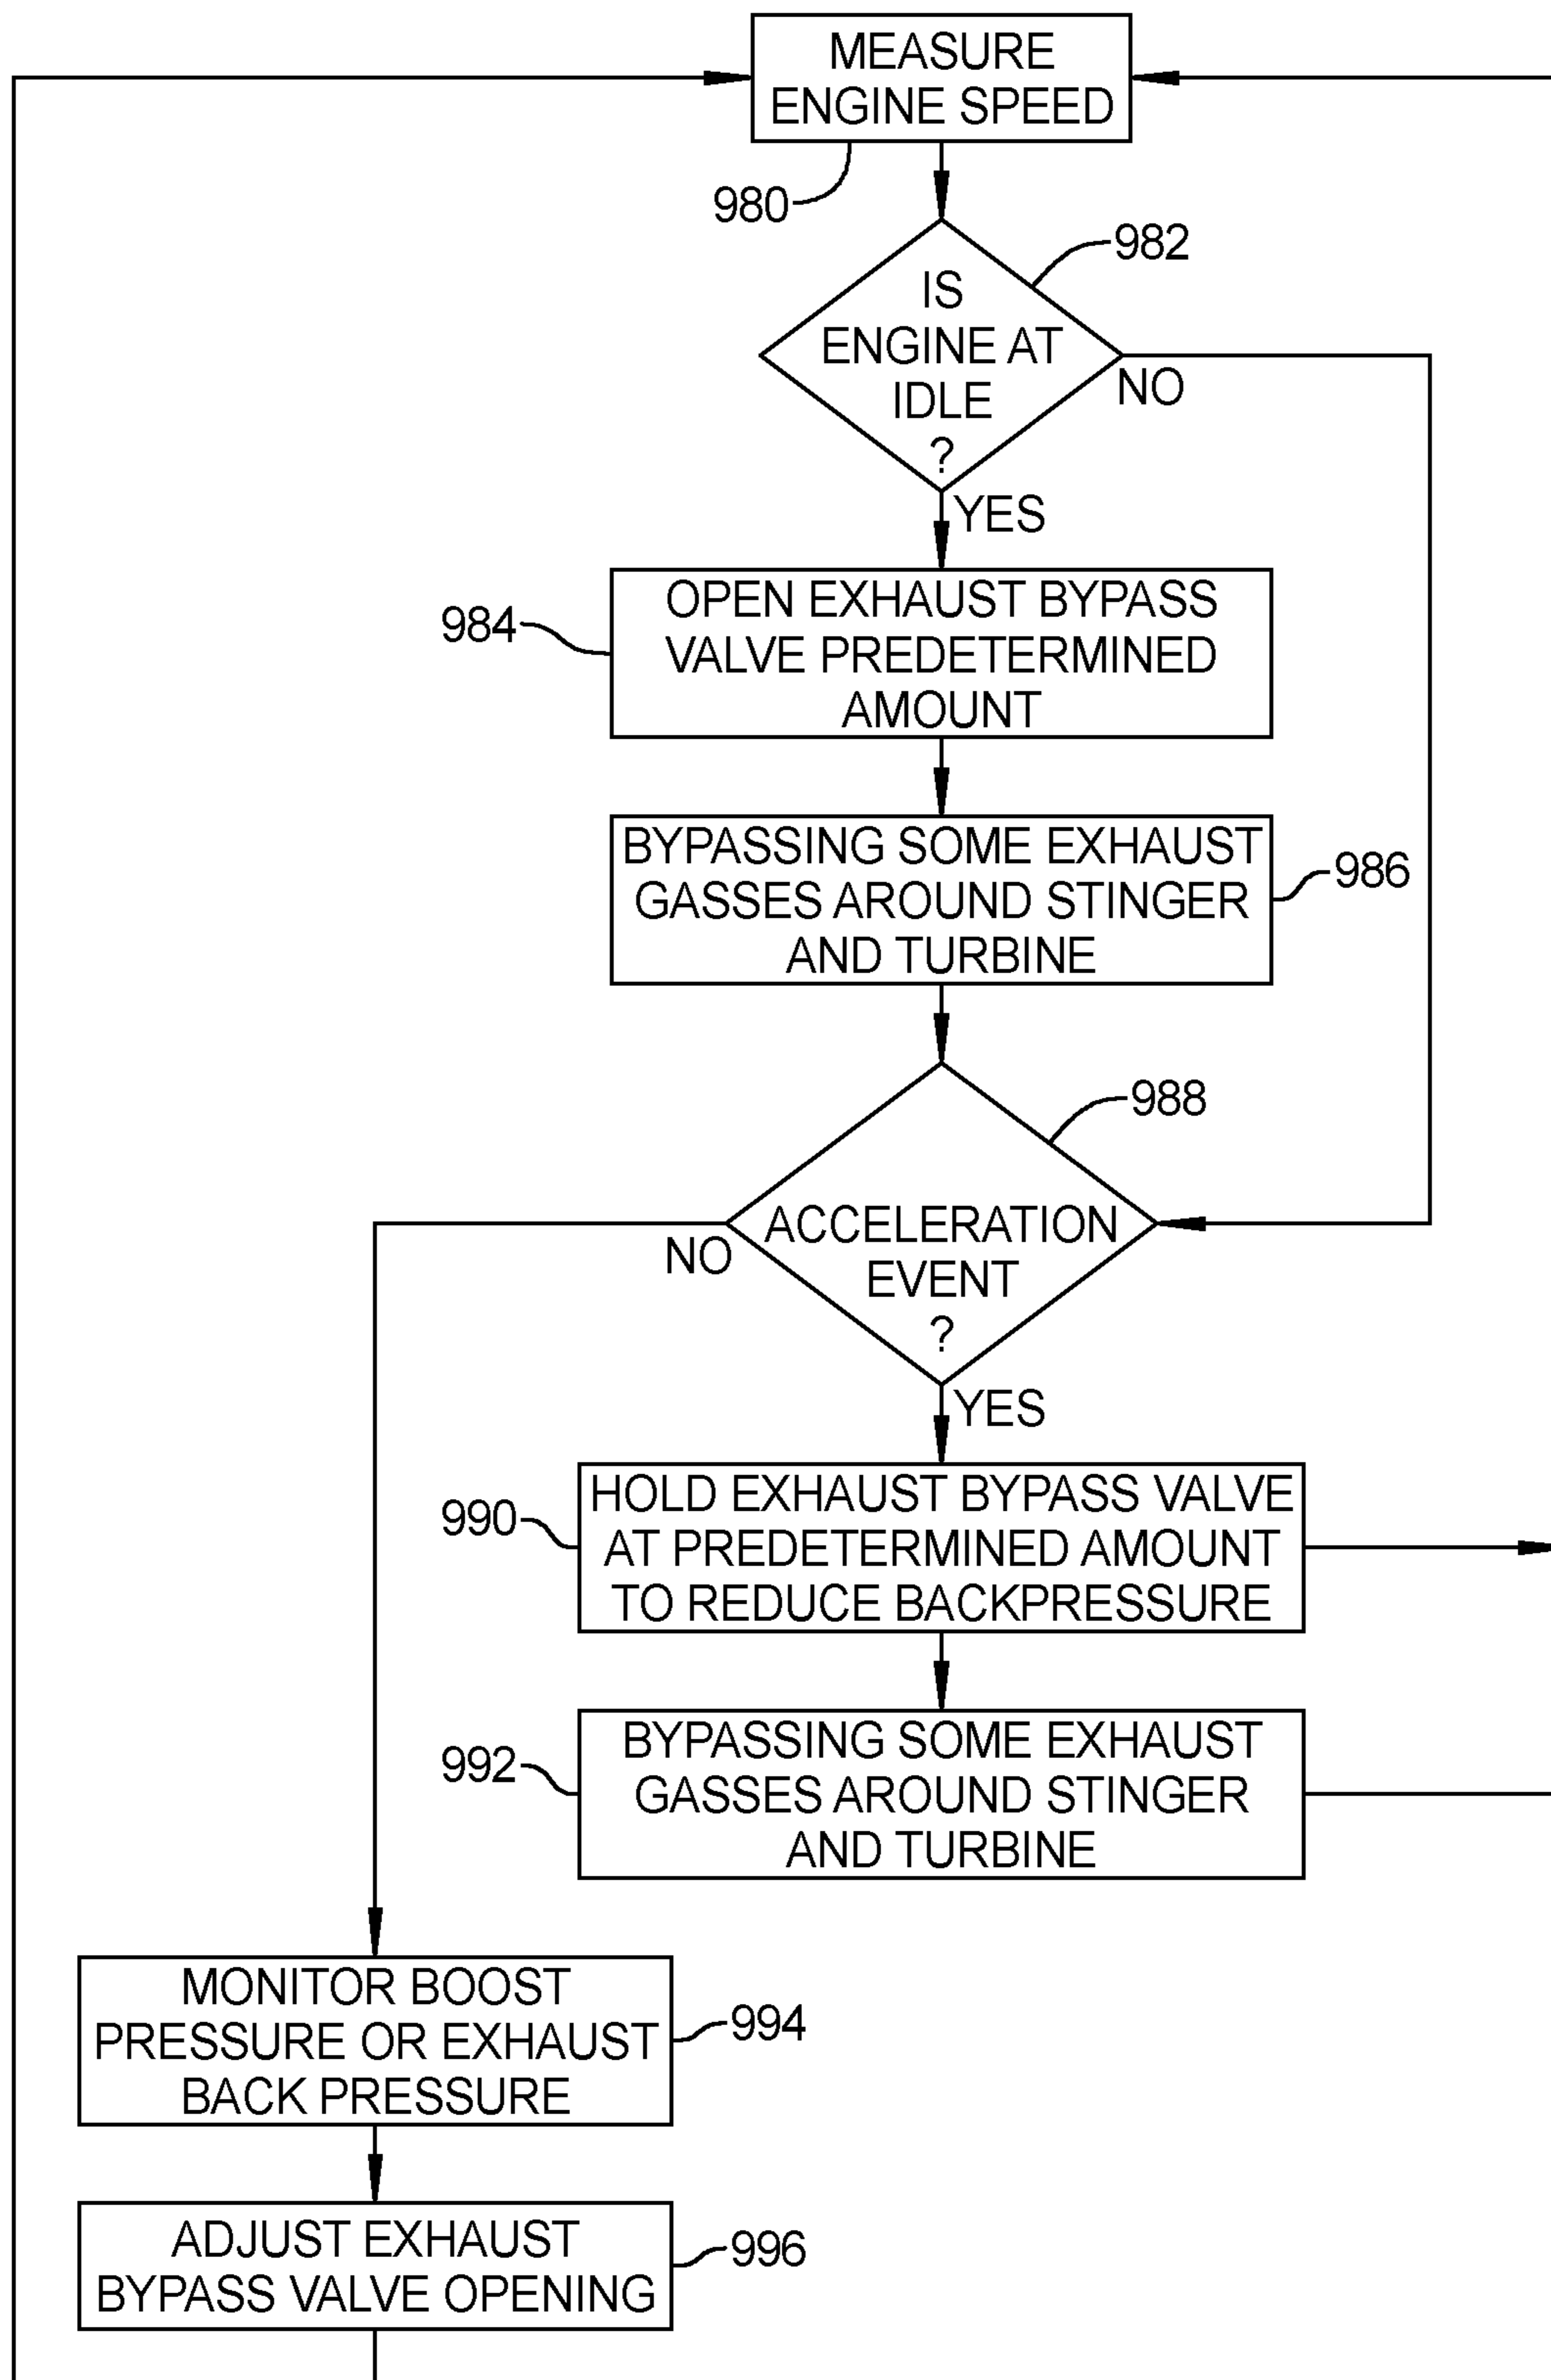 MEASURE
ENGINE SPEED
980
982
IS
ENGINE AT
IDLE
?
NO
YES
984
OPEN EXHAUST BYPASS
VALVE PREDETERMINED
AMOUNT
BYPASSING SOME EXHAUST
GASSES AROUND STINGER
AND TURBINE
986
988
ACCELERATION
EVENT
?
NO
YES
990
HOLD EXHAUST BYPASS VALVE
AT PREDETERMINED AMOUNT
TO REDUCE BACKPRESSURE
992
BYPASSING SOME EXHAUST
GASSES AROUND STINGER
AND TURBINE
MONITOR BOOST
PRESSURE OR EXHAUST
BACK PRESSURE
994
ADJUST EXHAUST
BYPASS VALVE OPENING
996